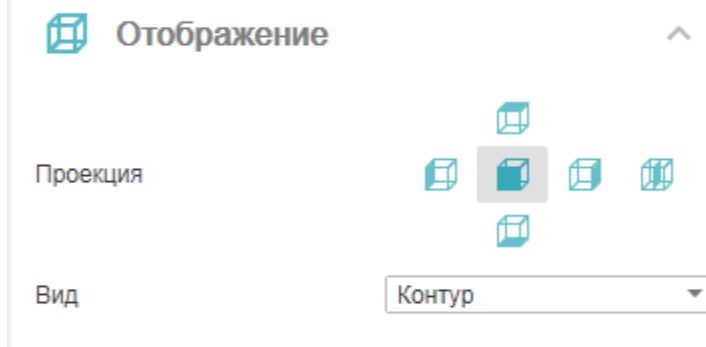 Отображение
Проекция
Вид
Контур